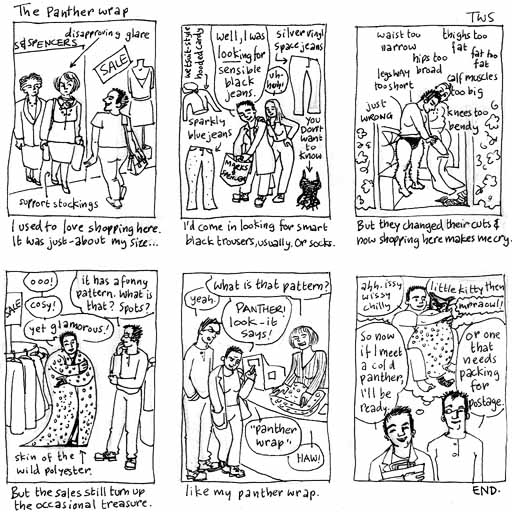 The Panther wrap
TWS
S & SPENCERS
disapproving glare
SALE
support stockings
I used to love shopping here.
It was just-about my size...
wetsuit-style
hooded cardy
well, I was
looking for
sensible
black
jeans.
uh-
huh!
silver vinyl
space jeans
sparkly
blue jeans
MARKS &
SPENCER
you
DON'T
want
to
know
I'd come in looking for smart
black trousers, usually. Or socks.
waist too
narrow
thighs too
fat
hips too
broad
fat too
fat
legs WAY
too short
calf muscles
too big
just
WRONG
knees too
bendy
But they changed their cuts &
now shopping here makes me cry.
SALE
ooo!
cosy!
yet glamorous!
it has a funny
pattern. What is
that? Spots?
skin of the
wild polyester.
But the sales still turn up
the occasional treasure.
What is that pattern?
yeah.
PANTHER!
look - it
says!
"panther
wrap"
HAW!
like my panther wrap.
ahh. issy
wissy
chilly
little kitty then
mreaowl!
So now
if I meet
a cold
panther,
I'll be
ready.
Or one
that
needs
packing
for
postage.
END.